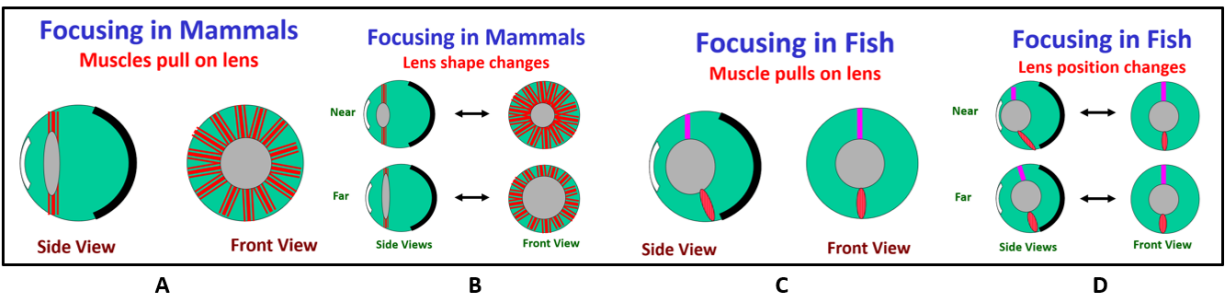 Focusing in Mammals
Muscles pull on lens
Side View
Front View
A
Focusing in Mammals
Lens shape changes
Near
Far
Side Views
Front View
B
Focusing in Fish
Muscle pulls on lens
Side View
Front View
C
Focusing in Fish
Lens position changes
Near
Far
Side Views
Front View
D